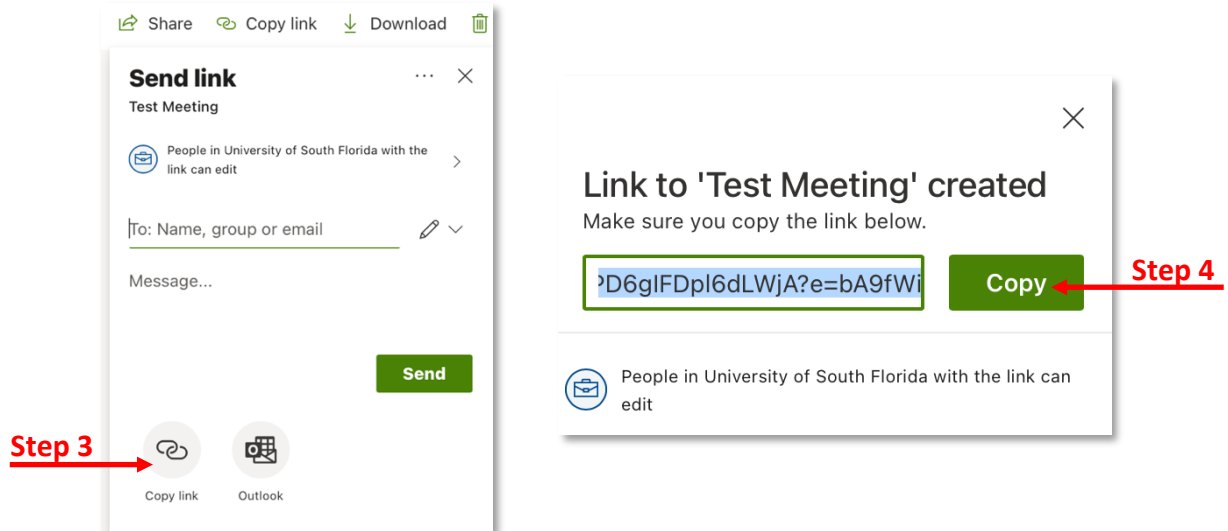 Share Copy link Download
Send link
Test Meeting
People in University of South Florida with the
link can edit
To: Name, group or email
Message...
Send
Step 3
Copy link Outlook
Link to 'Test Meeting' created
Make sure you copy the link below.
PD6gIFDpl6dLWjA?e=bA9fWi Copy
Step 4
People in University of South Florida with the link can
edit